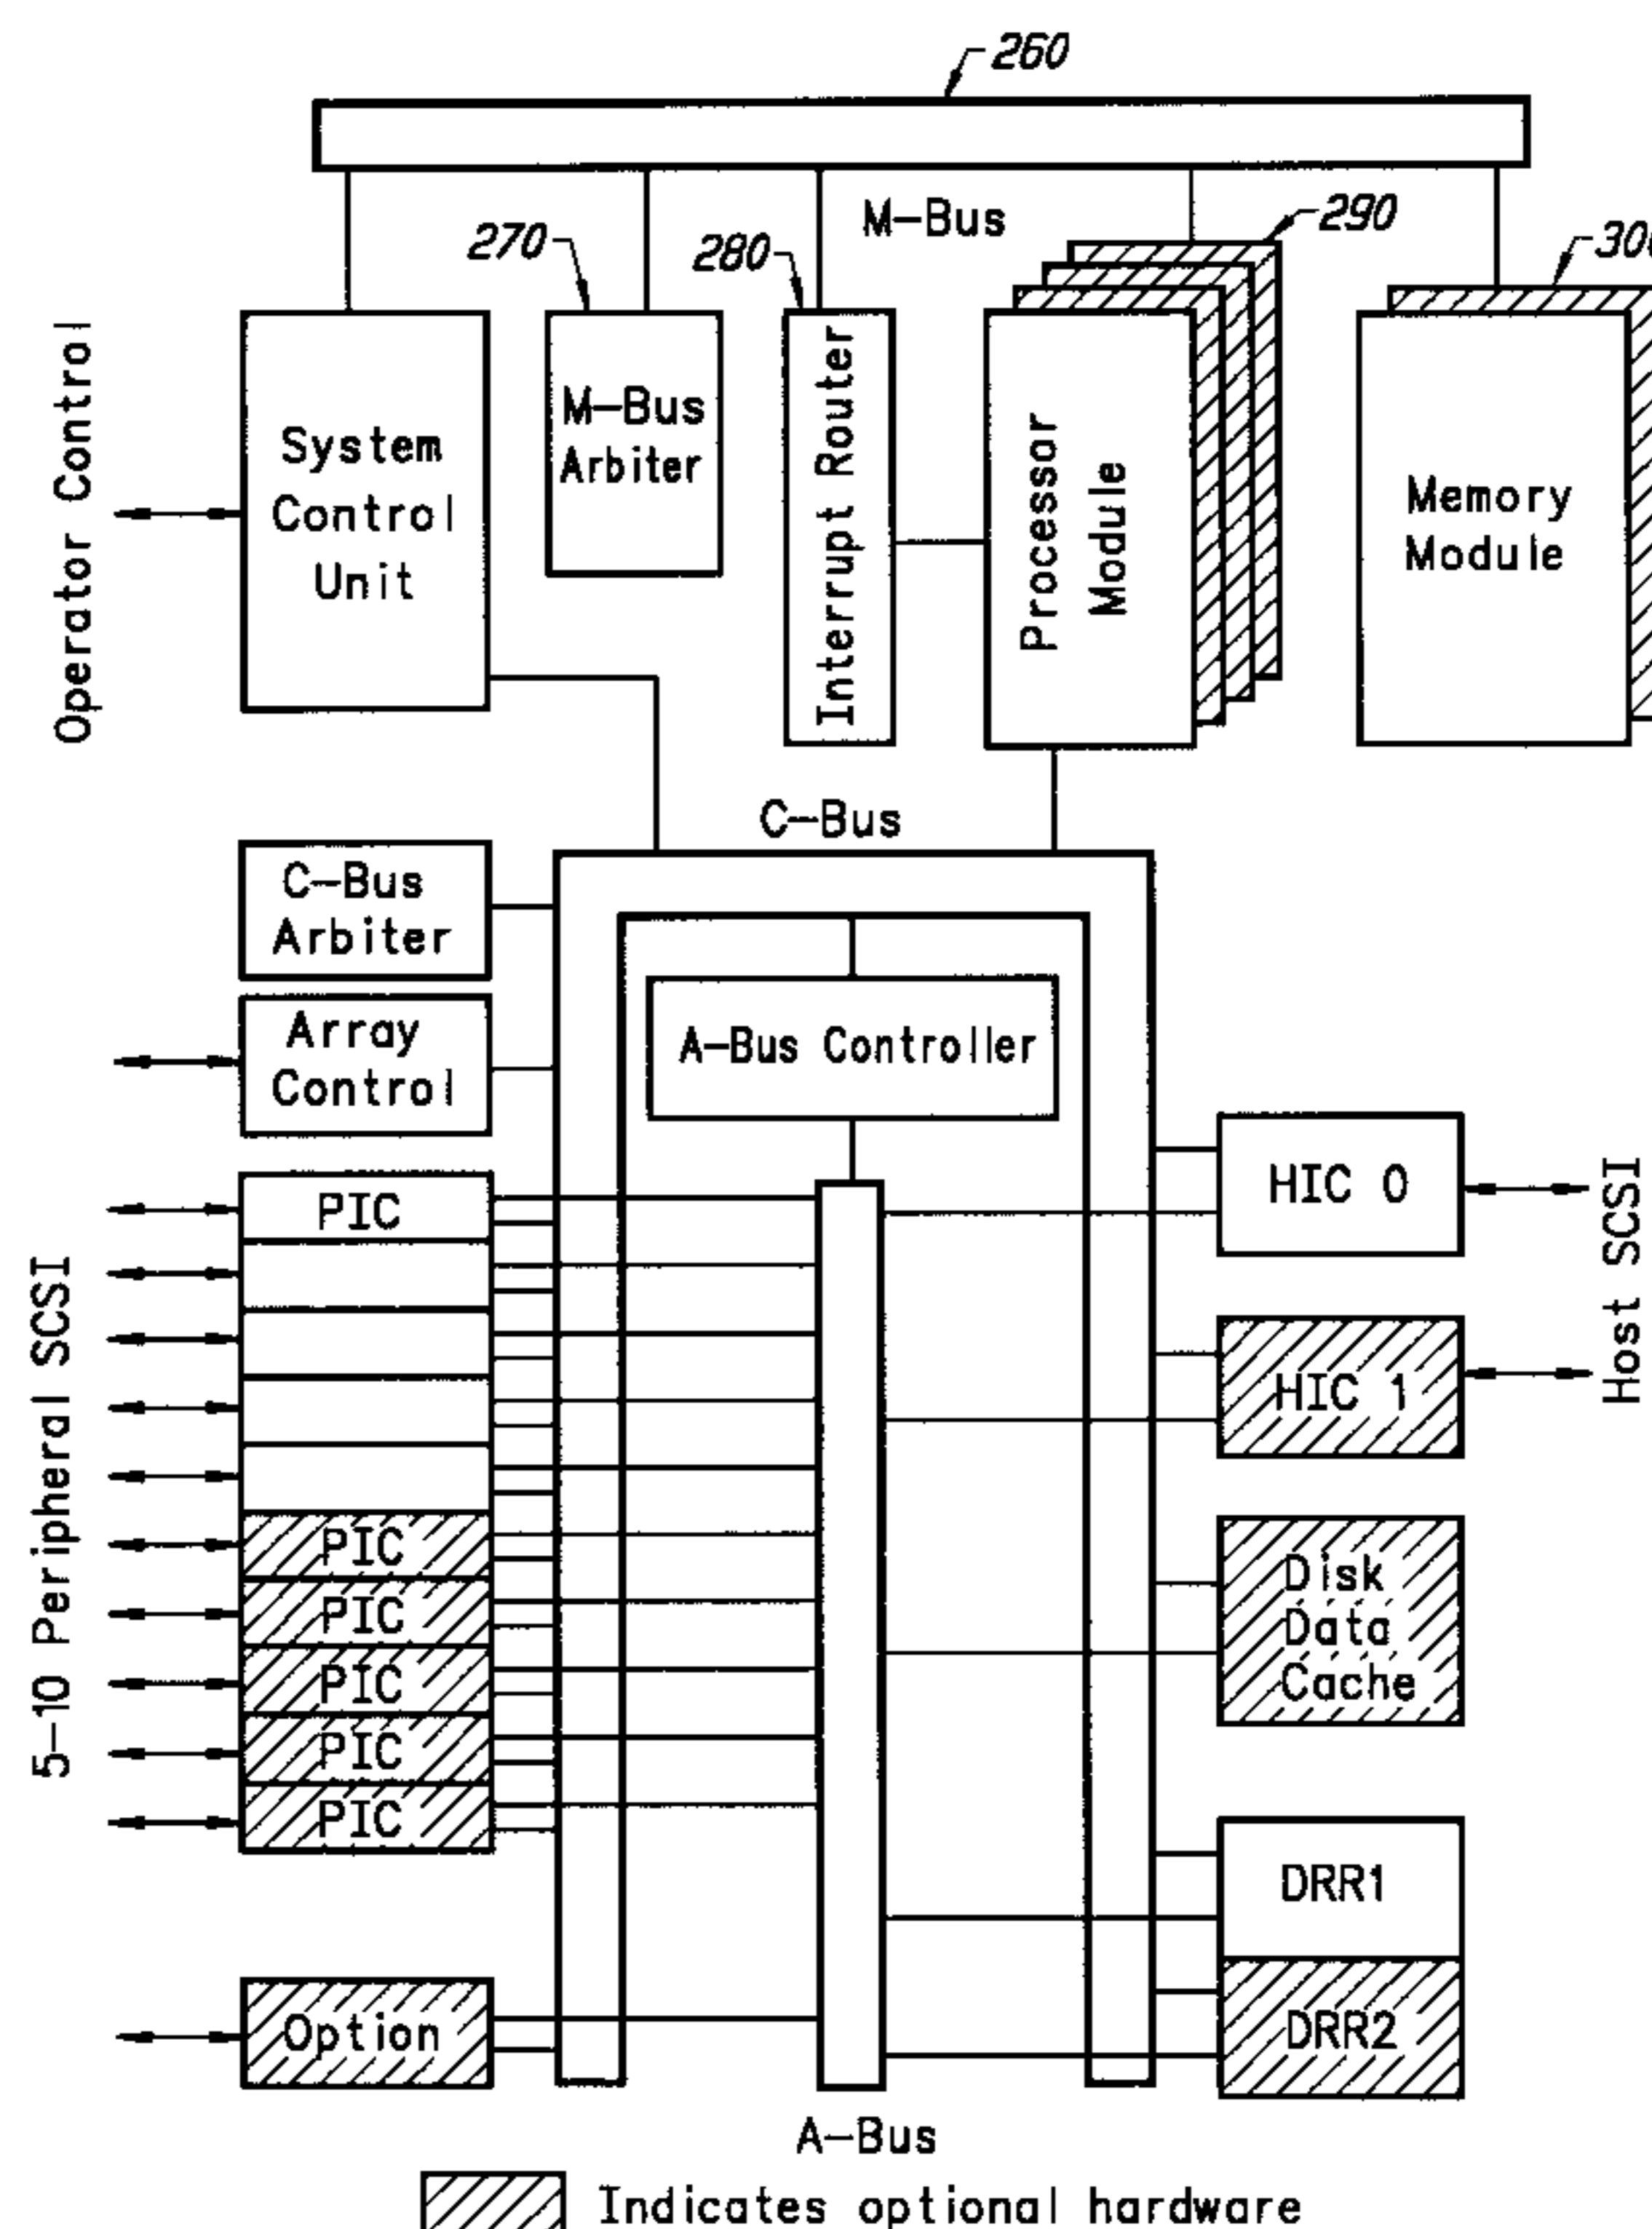 260
M-Bus
270
280
290
Operator Control
System
Control
Unit
M-Bus
Arbiter
Interrupt Router
Processor
Module
Memory
Module
C-Bus
C-Bus
Arbiter
Array
Control
A-Bus Controller
5-10 Peripheral SCSI
PIC
PIC
PIC
PIC
PIC
PIC
Option
HIC 0
HIC 1
Host SCSI
Disk
Data
Cache
DRR1
DRR2
A-Bus
Indicates optional hardware